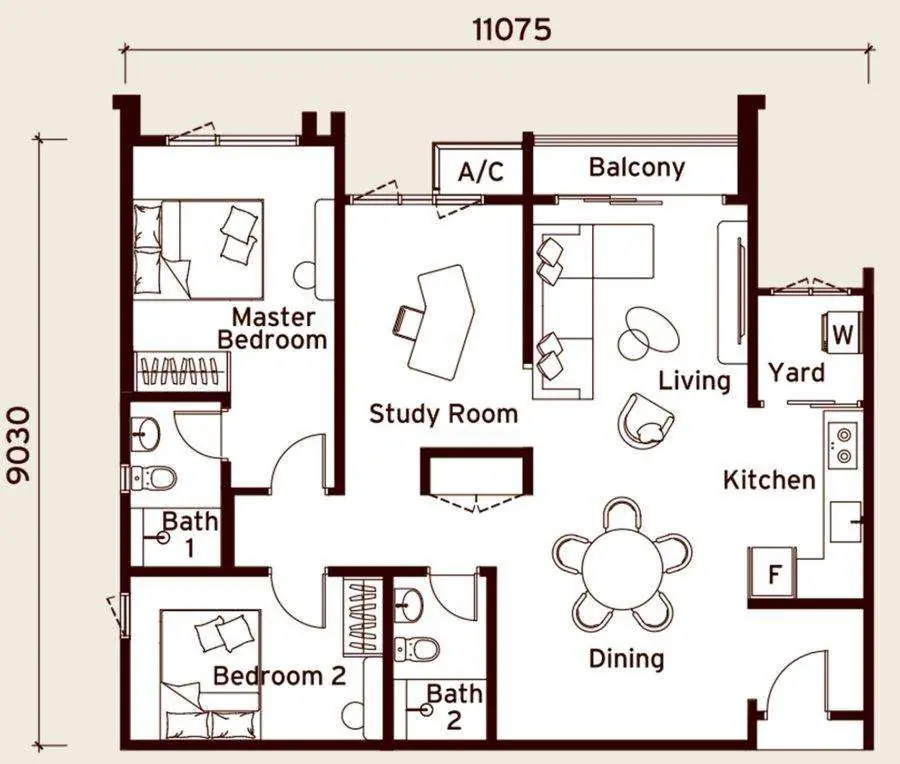 11075
A/C
Balcony
Master
Bedroom
W
Yard
Living
Study Room
9030
Kitchen
Bath
1
F
Dining
Bedroom 2
Bath
2